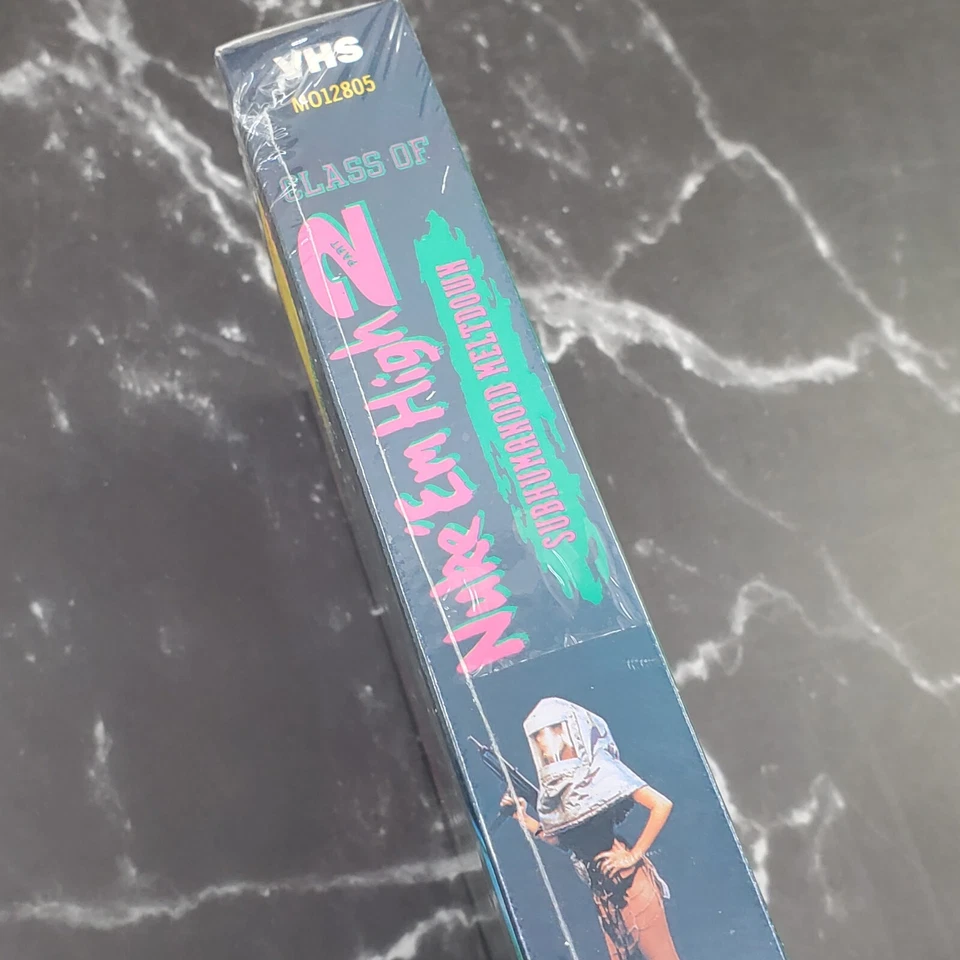 VHS
MO12805
CLASS OF
Nuke 'Em High
PART
2
SUBHUMANOID MELTDOWN